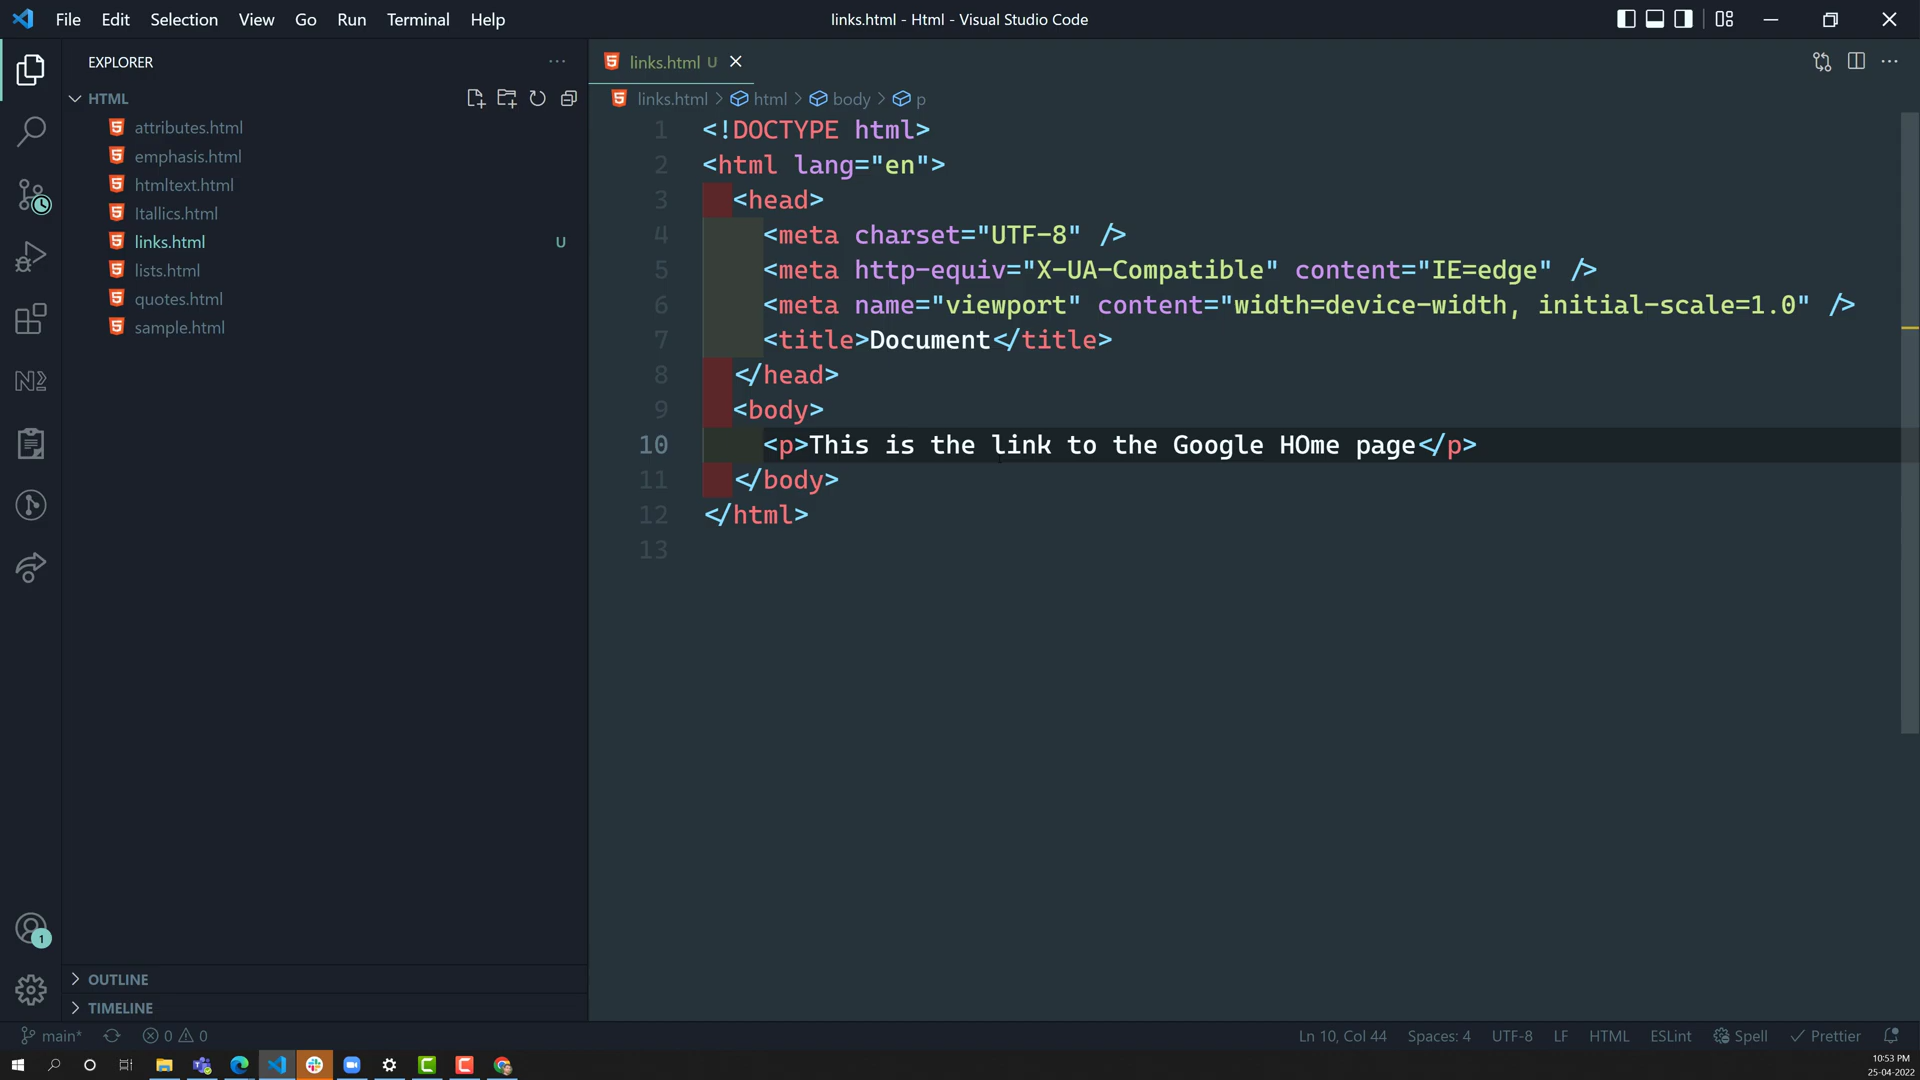 File Edit Selection View Go Run Terminal Help
links.html - Html - Visual Studio Code
EXPLORER
HTML
attributes.html
emphasis.html
htmltext.html
Itallics.html
links.html U
lists.html
quotes.html
sample.html
OUTLINE
TIMELINE
links.html U
links.html > html > body > p
1 <!DOCTYPE html>
2 <html lang="en">
3 <head>
4 <meta charset="UTF-8" />
5 <meta http-equiv="X-UA-Compatible" content="IE=edge" />
6 <meta name="viewport" content="width=device-width, initial-scale=1.0" />
7 <title>Document</title>
8 </head>
9 <body>
10 <p>This is the link to the Google HOme page</p>
11 </body>
12 </html>
13
1
main* 0 0 Ln 10, Col 44 Spaces: 4 UTF-8 LF HTML ESLint Spell Prettier
10:53 PM
25-04-2022